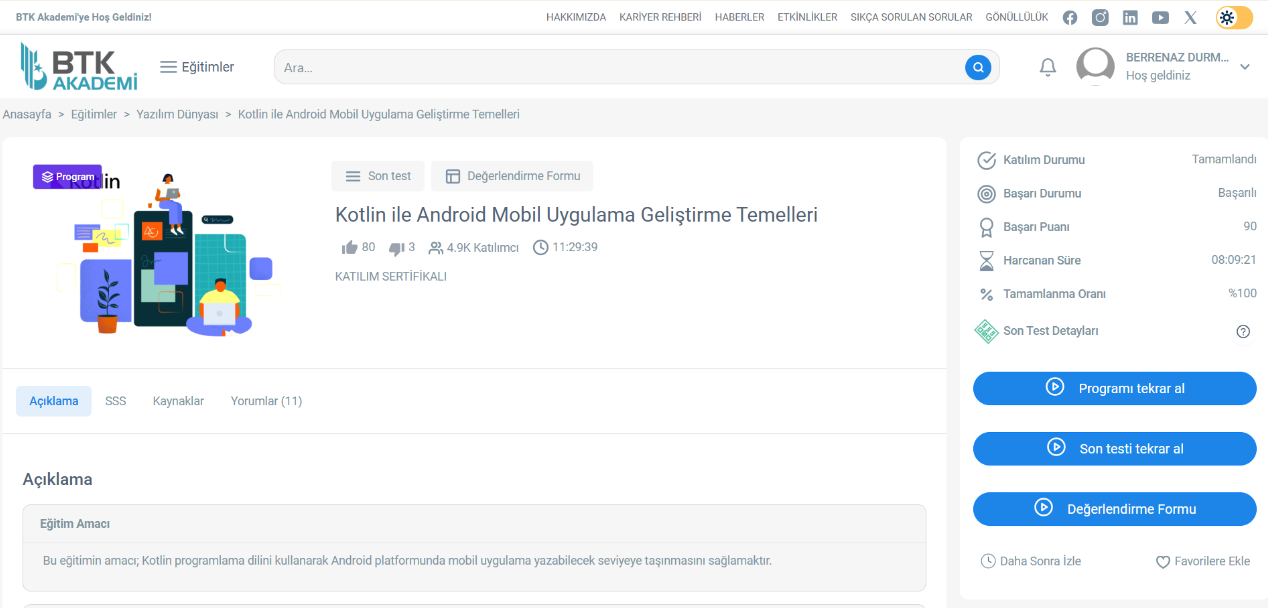 BTK Akademi'ye Hoş Geldiniz!
HAKKIMIZDA KARİYER REHBERİ HABERLER ETKİNLİKLER SIKÇA SORULAN SORULAR GÖNÜLLÜLÜK
BTK
AKADEMİ
Eğitimler
Ara...
BERRENAZ DURM...
Hoş geldiniz
Anasayfa > Eğitimler > Yazılım Dünyası > Kotlin ile Android Mobil Uygulama Geliştirme Temelleri
Program
Kotlin
Son test
Değerlendirme Formu
Kotlin ile Android Mobil Uygulama Geliştirme Temelleri
80 3 4.9K Katılımcı 11:29:39
KATILIM SERTİFİKALI
Açıklama SSS Kaynaklar Yorumlar (11)
Açıklama
Eğitim Amacı
Bu eğitimin amacı; Kotlin programlama dilini kullanarak Android platformunda mobil uygulama yazabilecek seviyeye taşınmasını sağlamaktır.
Katılım Durumu Tamamlandı
Başarı Durumu Başarılı
Başarı Puanı 90
Harcanan Süre 08:09:21
Tamamlanma Oranı %100
Son Test Detayları
Programı tekrar al
Son testi tekrar al
Değerlendirme Formu
Daha Sonra İzle Favorilere Ekle